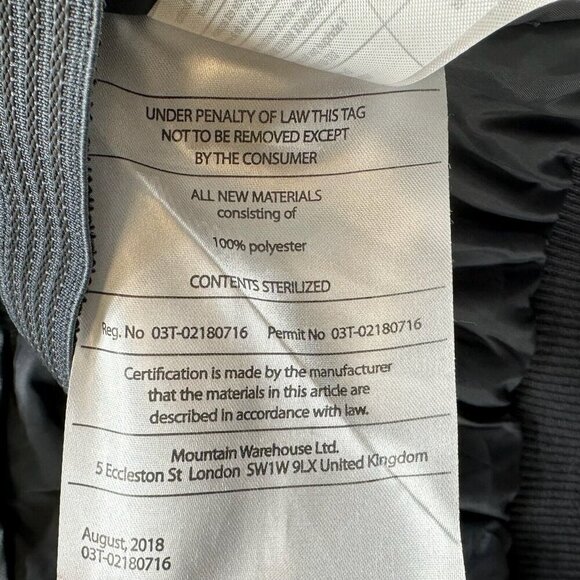 UNDER PENALTY OF LAW THIS TAG
NOT TO BE REMOVED EXCEPT
BY THE CONSUMER
ALL NEW MATERIALS
consisting of
100% polyester
CONTENTS STERILIZED
Reg. No 03T-02180716 Permit No 03T-02180716
Certification is made by the manufacturer
that the materials in this article are
described in accordance with law.
Mountain Warehouse Ltd.
5 Eccleston St London SW1W 9LX United Kingdom
August, 2018
03T-02180716